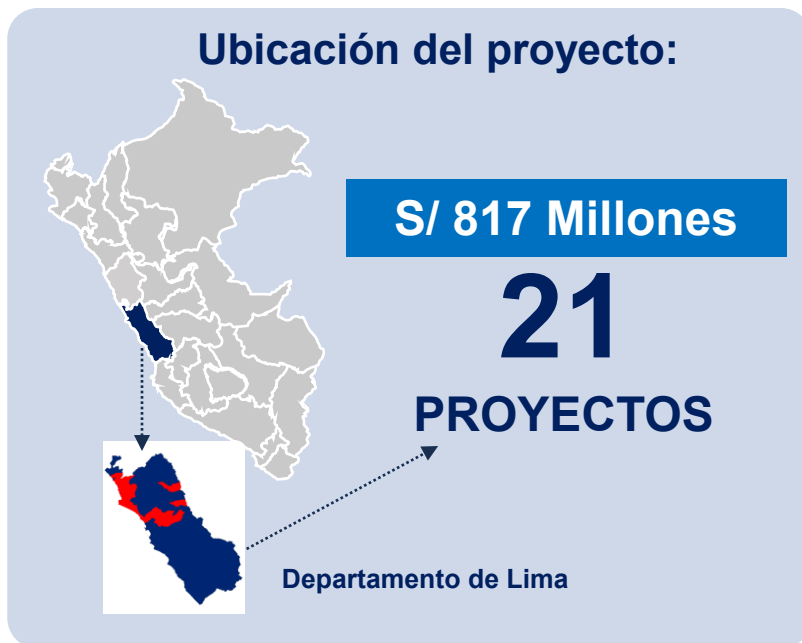 Ubicación del proyecto:
S/ 817 Millones
21
PROYECTOS
Departamento de Lima